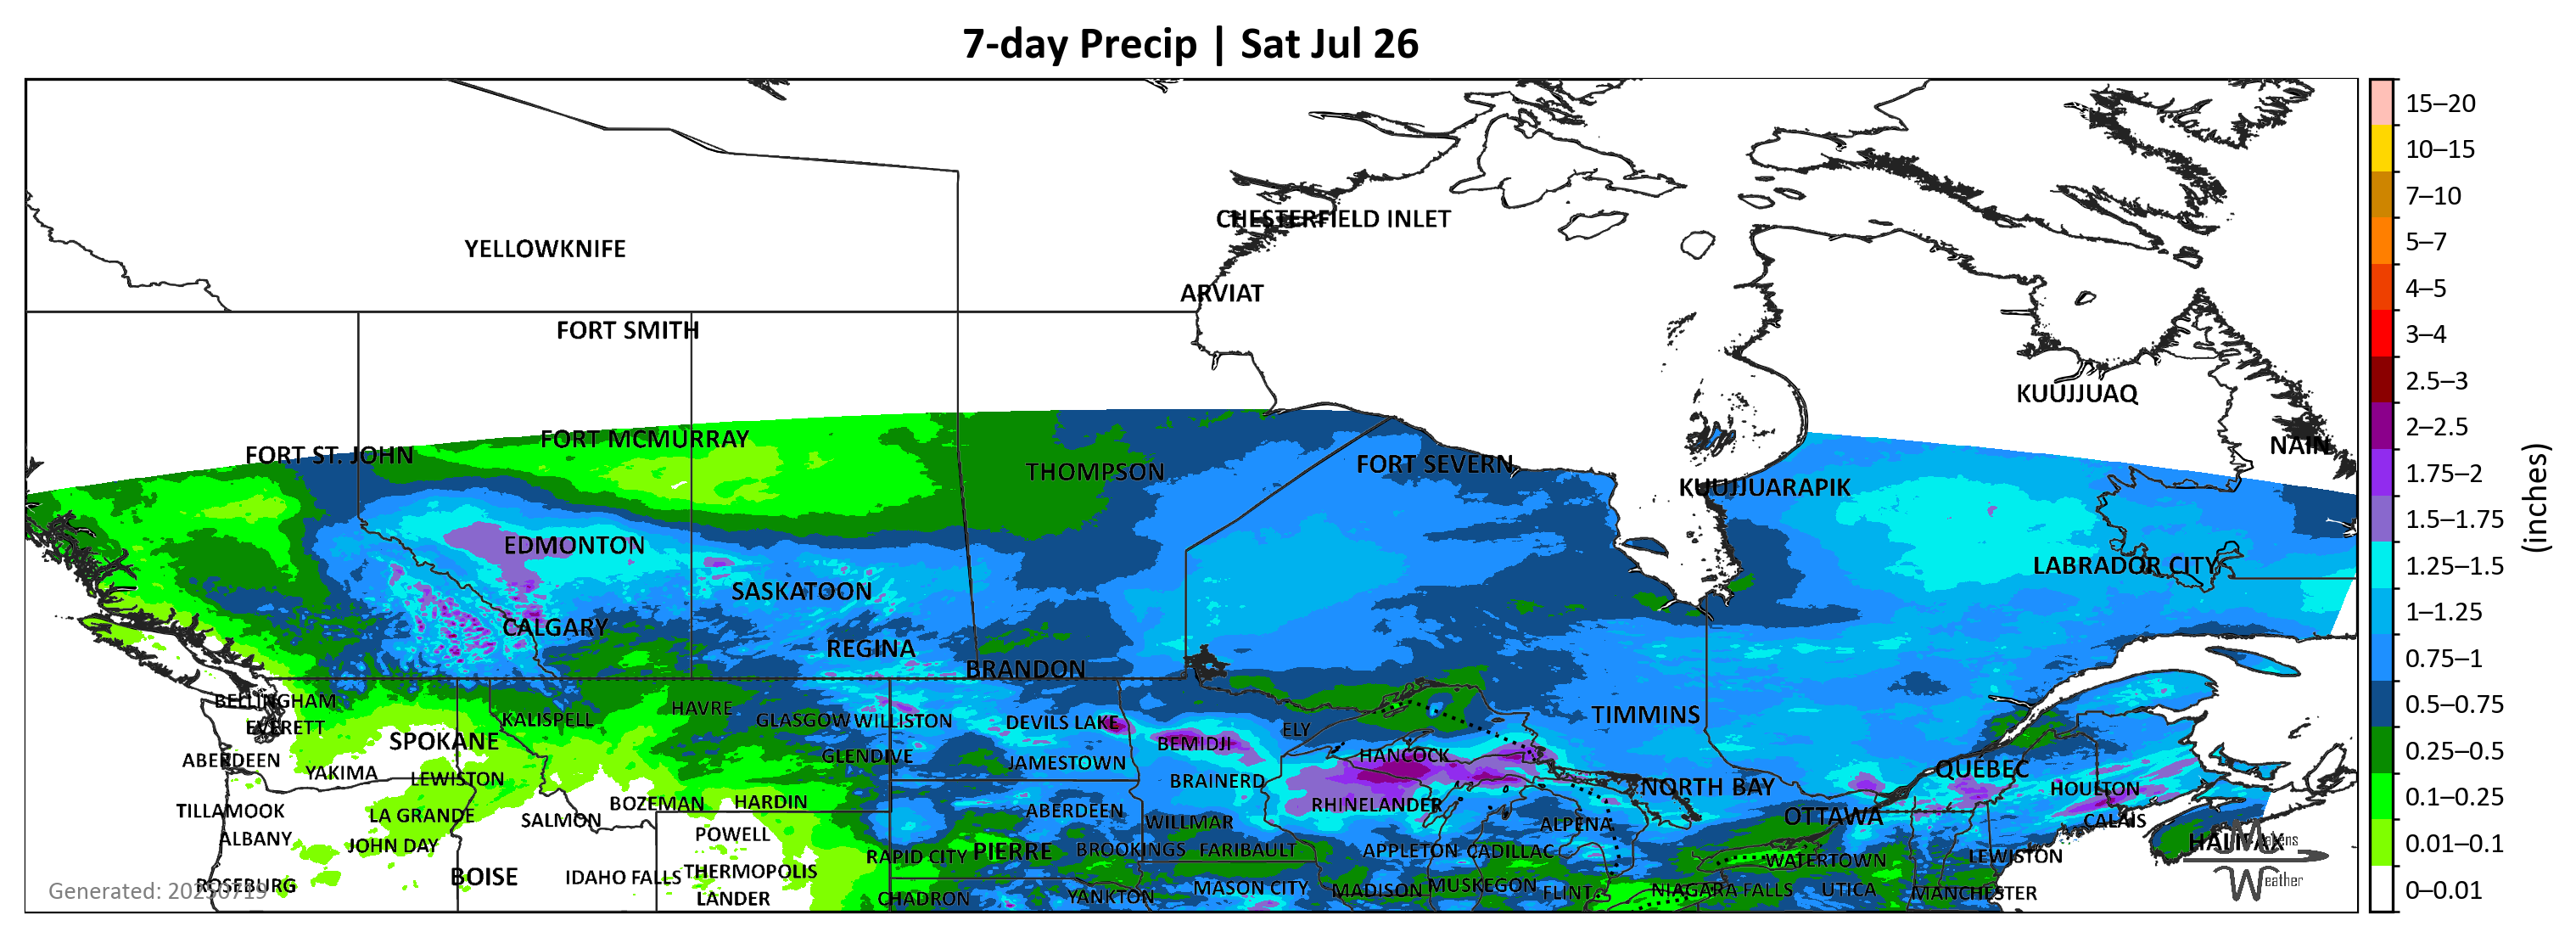 7-day Precip | Sat Jul 26
CHESTERFIELD INLET
YELLOWKNIFE
ARVIAT
FORT SMITH
KUUJJUAQ
FORT MCMURRAY
NAIN
FORT ST. JOHN
FORT SEVERN
THOMPSON
KUUJJUARAPIK
EDMONTON
LABRADOR CITY
SASKATOON
CALGARY
REGINA
BRANDON
BELLINGHAM
HAVRE
TIMMINS
KALISPELL
GLASGOW
WILLISTON
DEVILS LAKE
EVERETT
ELY
SPOKANE
BEMIDJI
ABERDEEN
GLENDIVE
HANCOCK
JAMESTOWN
QUÉBEC
YAKIMA
LEWISTON
BRAINERD
NORTH BAY
HOULTON
BOZEMAN
HARDIN
RHINELANDER
TILLAMOOK
LA GRANDE
ABERDEEN
OTTAWA
SALMON
WILLMAR
ALPENA
CALAIS
POWELL
ALBANY
JOHN DAY
HALIFAX
Matens
RAPID CITY
PIERRE
BROOKINGS
FARIBAULT
APPLETON
CADILLAC
WATERTOWN
LEWISTON
BOISE
IDAHO FALLS
THERMOPOLIS
Weather
ROSEBURG
MASON CITY
MADISON
MUSKEGON
FLINT
NIAGARA FALLS
UTICA
MANCHESTER
Generated: 20250719
LANDER
CHADRON
YANKTON
15–20
10–15
7–10
5–7
4–5
3–4
2.5–3
2–2.5
1.75–2
1.5–1.75
1.25–1.5
1–1.25
0.75–1
0.5–0.75
0.25–0.5
0.1–0.25
0.01–0.1
0–0.01
(inches)